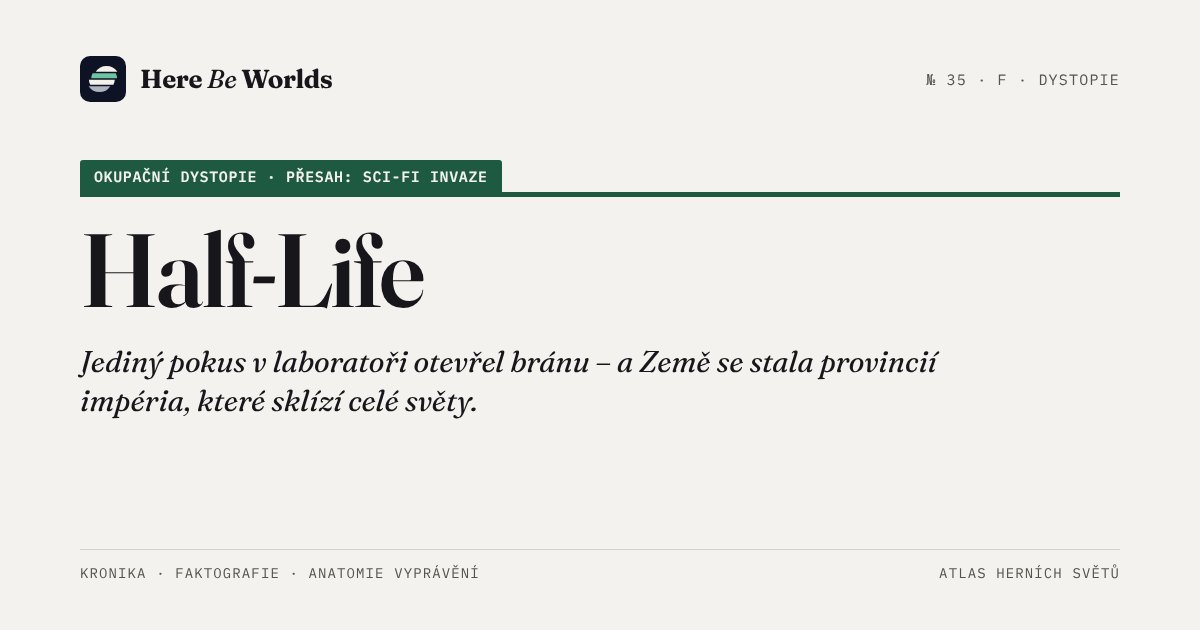 Here Be Worlds
№ 35 · F · DYSTOPIE
OKUPAČNÍ DYSTOPIE · PŘESAH: SCI-FI INVAZE
Half-Life
Jediný pokus v laboratoři otevřel bránu – a Země se stala provincií
impéria, které sklízí celé světy.
KRONIKA · FAKTOGRAFIE · ANATOMIE VYPRÁVĚNÍ
ATLAS HERNÍCH SVĚTŮ